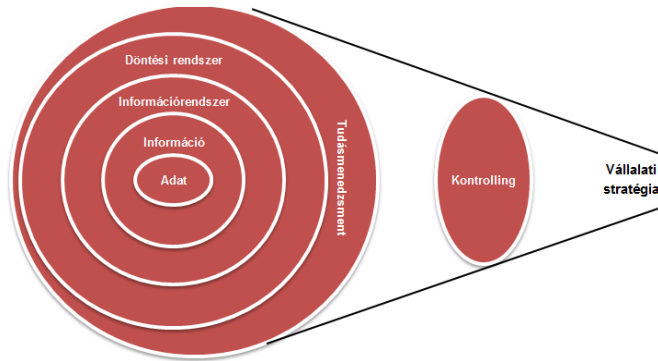 Döntési rendszer
Információrendszer
Információ
Adat
Tudásmenedzsment
Kontrolling
Vállalati
stratégia